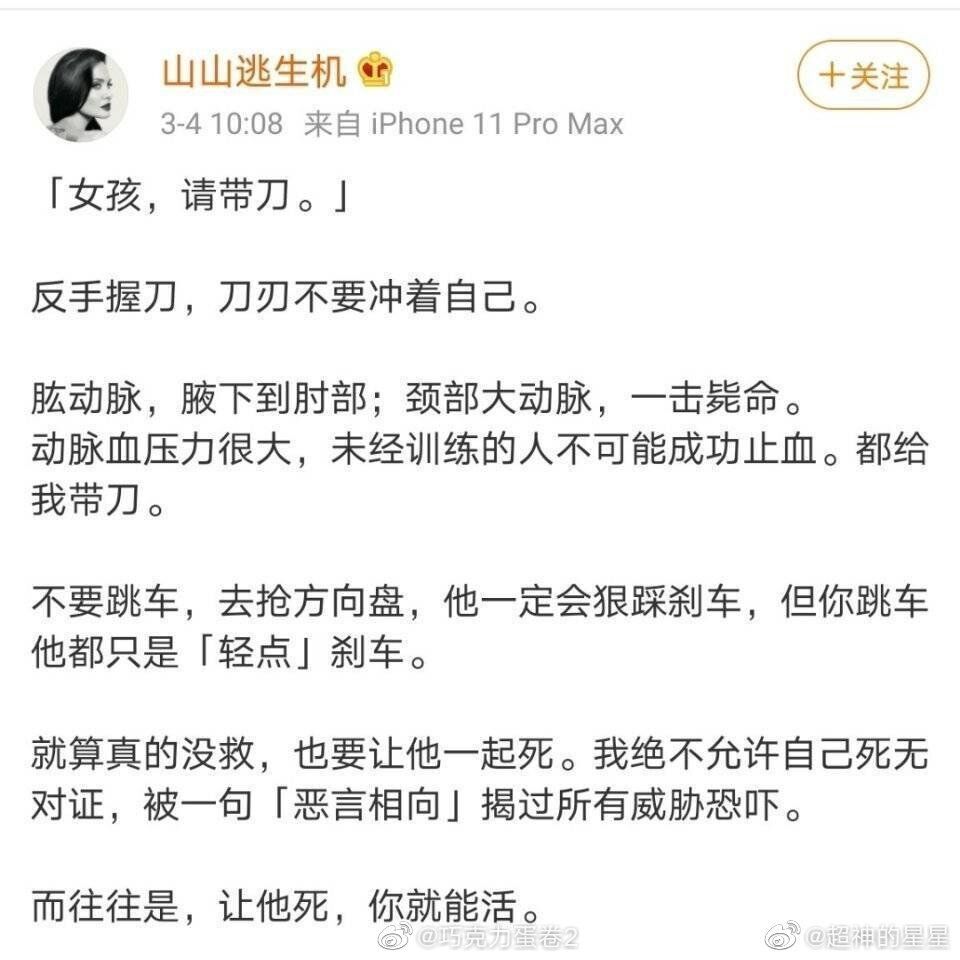 山山逃生机
+关注
3-4 10:08 来自 iPhone 11 Pro Max
「女孩，请带刀。」
反手握刀，刀刃不要冲着自己。
肱动脉，腋下到肘部；颈部大动脉，一击毙命。
动脉血压力很大，未经训练的人不可能成功止血。都给
我带刀。
不要跳车，去抢方向盘，他一定会狠踩刹车，但你跳车
他都只是「轻点」刹车。
就算真的没救，也要让他一起死。我绝不允许自己死无
对证，被一句「恶言相向」揭过所有威胁恐吓。
而往往是，让他死，你就能活。
@巧克力蛋卷2
@超神的星星